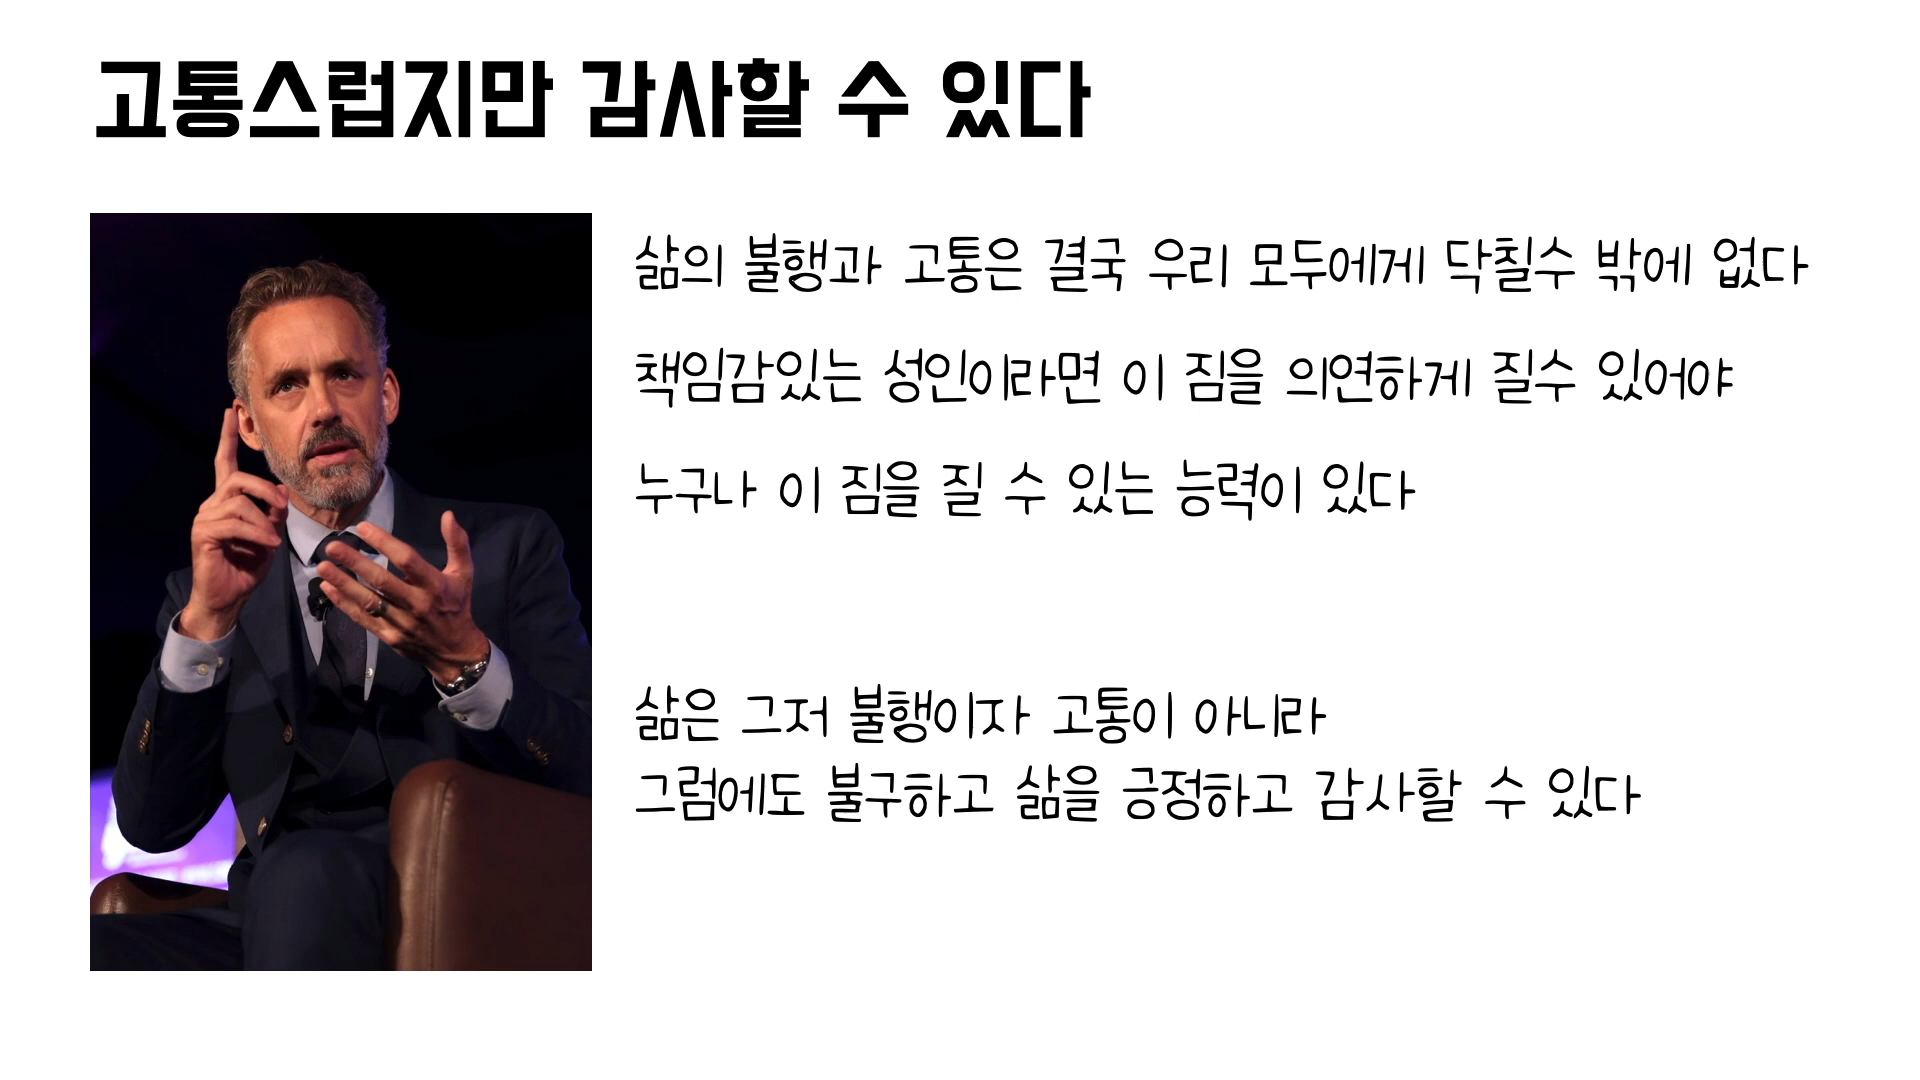 고통스럽지만 감사할 수 있다
삶의 불행과 고통은 결국 우리 모두에게 닥칠수 밖에 없다
책임감있는 성인이라면 이 짐을 의연하게 질수 있어야
누구나 이 짐을 질 수 있는 능력이 있다
삶은 그저 불행이자 고통이 아니라
그럼에도 불구하고 삶을 긍정하고 감사할 수 있다